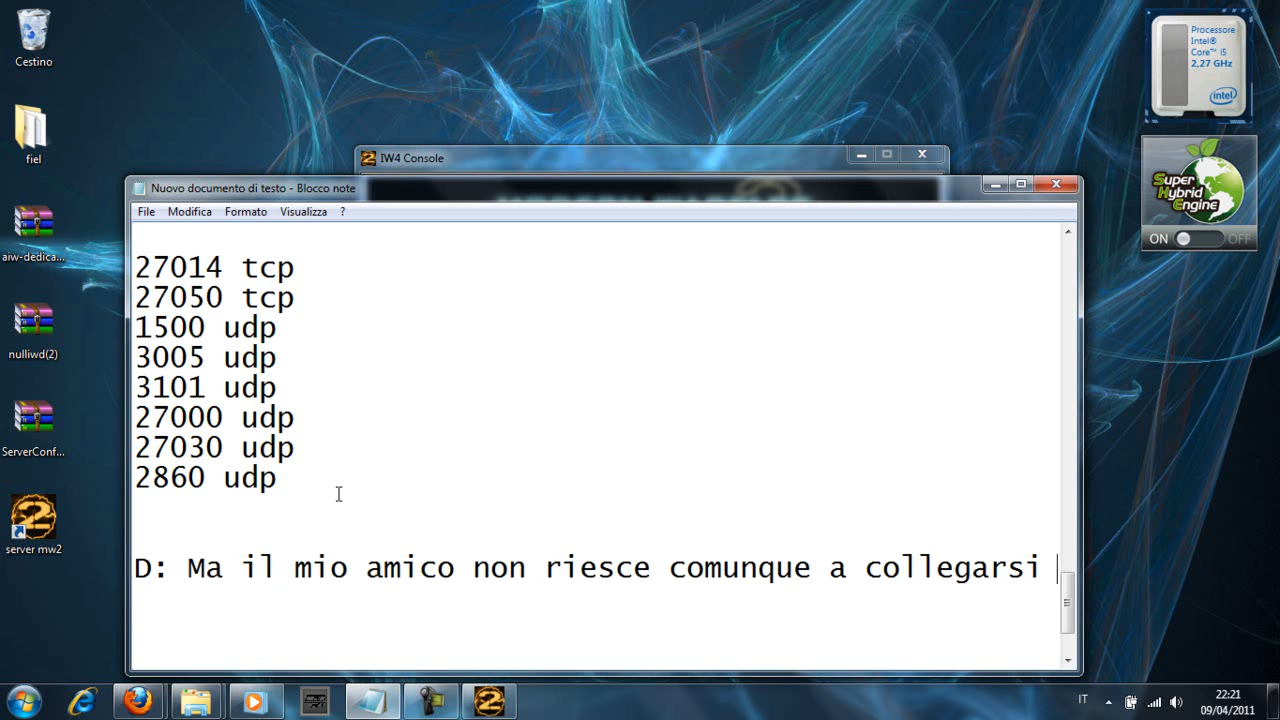 Cestino
fiel
aiw-dedica...
nulliwd(2)
ServerConf...
server mw2
Processore
Intel®
Core™ i5
2,27 GHz
intel
Super
Hybrid
Engine
ON
OFF
IW4 Console
Nuovo documento di testo - Blocco note
File Modifica Formato Visualizza ?
27014 tcp
27050 tcp
1500 udp
3005 udp
3101 udp
27000 udp
27030 udp
2860 udp
D: Ma il mio amico non riesce comunque a collegarsi
IT
22:21
09/04/2011